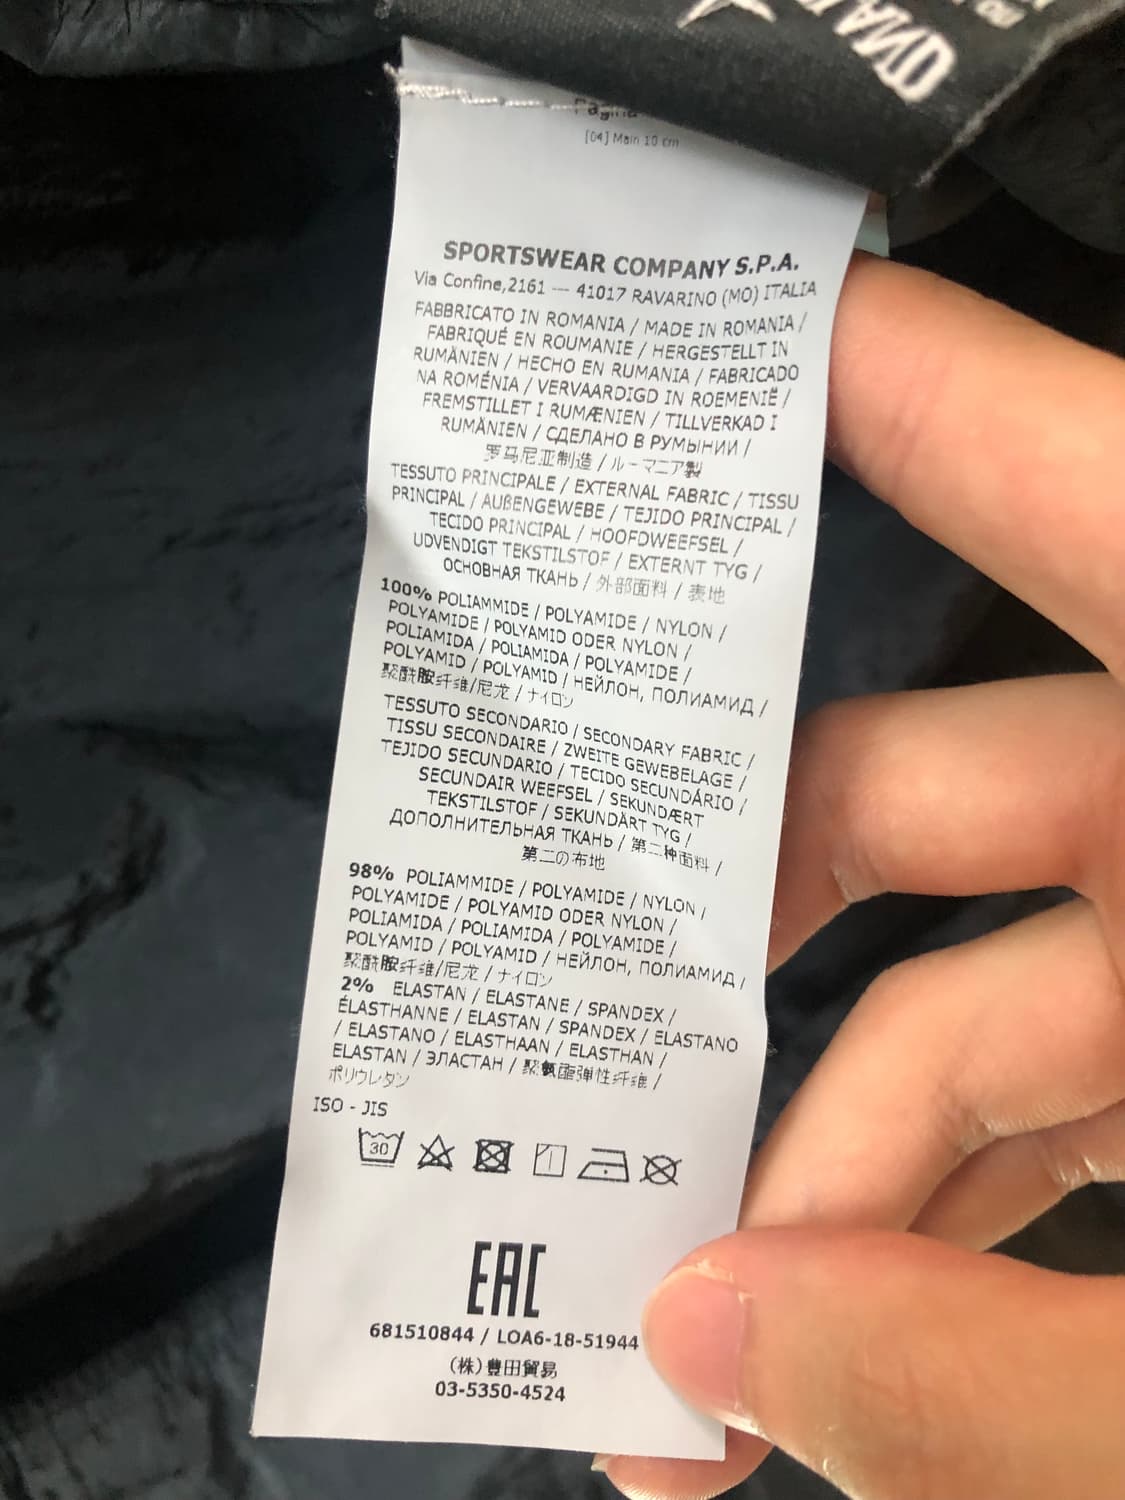 [04] Main 10 cm
SPORTSWEAR COMPANY S.P.A.
Via Confine,2161 --- 41017 RAVARINO (MO) ITALIA
FABBRICATO IN ROMANIA / MADE IN ROMANIA /
FABRIQUÉ EN ROUMANIE / HERGESTELLT IN
RUMÄNIEN / HECHO EN RUMANIA / FABRICADO
NA ROMÉNIA / VERVAARDIGD IN ROEMENIË /
FREMSTILLET I RUMÆNIEN / TILLVERKAD I
RUMÄNIEN / СДЕЛАНО В РУМЫНИИ /
罗马尼亚制造 / ルーマニア製
TESSUTO PRINCIPALE / EXTERNAL FABRIC / TISSU
PRINCIPAL / AUßENGEWEBE / TEJIDO PRINCIPAL /
TECIDO PRINCIPAL / HOOFDWEEFSEL /
UDVENDIGT TEKSTILSTOF / EXTERNT TYG /
ОСНОВНАЯ ТКАНЬ / 外部面料 / 表地
100% POLIAMMIDE / POLYAMIDE / NYLON /
POLYAMIDE / POLYAMID ODER NYLON /
POLIAMIDA / POLIAMIDA / POLYAMIDE /
POLYAMID / POLYAMID / НЕЙЛОН, ПОЛИАМИД /
聚酰胺纤维/尼龙 / ナイロン
TESSUTO SECONDARIO / SECONDARY FABRIC /
TISSU SECONDAIRE / ZWEITE GEWEBELAGE /
TEJIDO SECUNDARIO / TECIDO SECUNDÁRIO /
SECUNDAIR WEEFSEL / SEKUNDÆRT
TEKSTILSTOF / SEKUNDÄRT TYG /
ДОПОЛНИТЕЛЬНАЯ ТКАНЬ / 第二种面料 /
第二の布地
98% POLIAMMIDE / POLYAMIDE / NYLON /
POLYAMIDE / POLYAMID ODER NYLON /
POLIAMIDA / POLIAMIDA / POLYAMIDE /
POLYAMID / POLYAMID / НЕЙЛОН, ПОЛИАМИД /
聚酰胺纤维/尼龙 / ナイロン
2% ELASTAN / ELASTANE / SPANDEX /
ÉLASTHANNE / ELASTAN / SPANDEX / ELASTANO
/ ELASTANO / ELASTHAAN / ELASTHAN /
ELASTAN / ЭЛАСТАН / 聚氨酯弹性纤维 /
ポリウレタン
ISO - JIS
30
EAC
681510844 / LOA6-18-51944
(株)豊田貿易
03-5350-4524